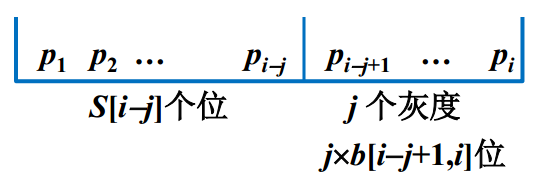 p1 p2 … pi–j pi–j+1 … pi
S[i–j]个位 j 个灰度
j×b[i–j+1,i]位